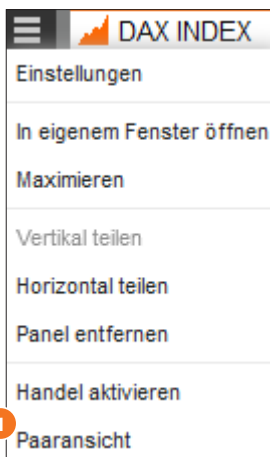 DAX INDEX
Einstellungen
In eigenem Fenster öffnen
Maximieren
Vertikal teilen
Horizontal teilen
Panel entfernen
Handel aktivieren
Paaransicht